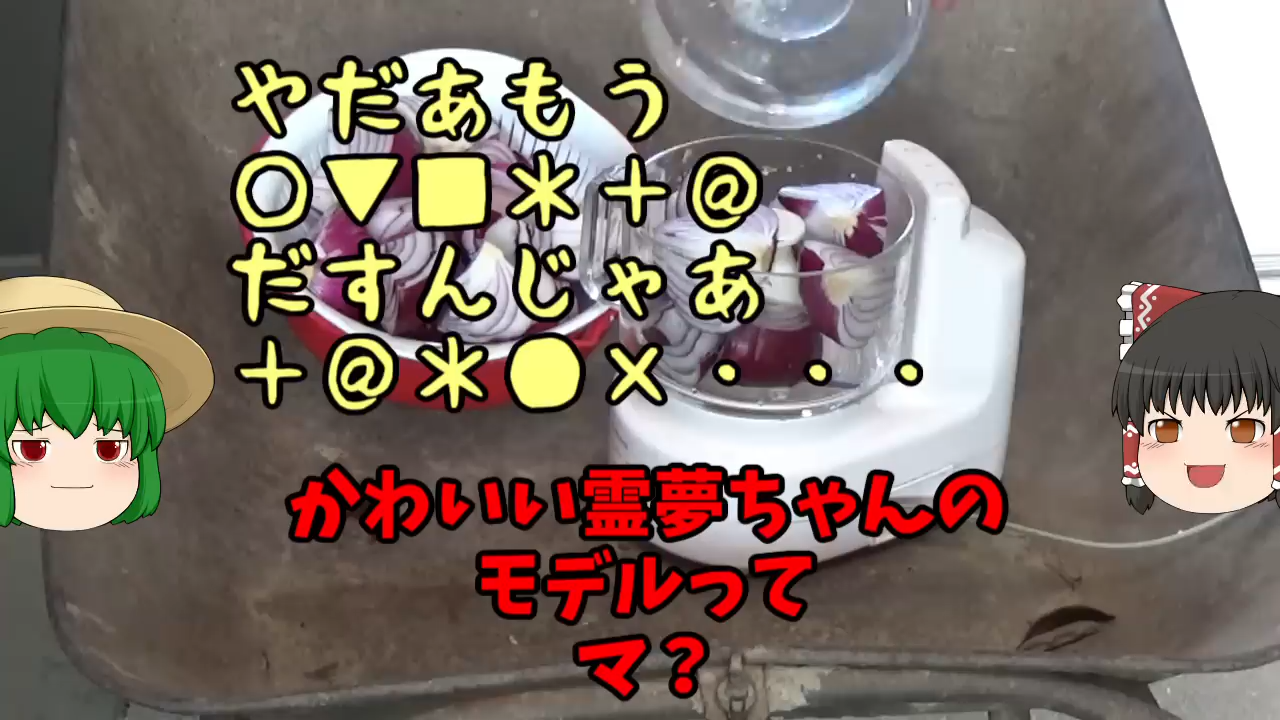 やだあもう
○▼■＊＋＠
だすんじゃあ
＋＠＊●×・・・
かわいい霊夢ちゃんの
モデルって
マ？